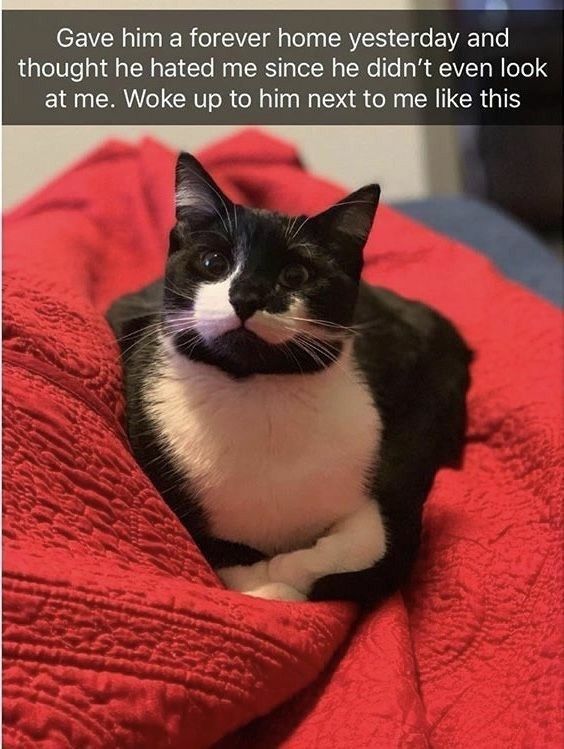 Gave him a forever home yesterday and
thought he hated me since he didn't even look
at me. Woke up to him next to me like this